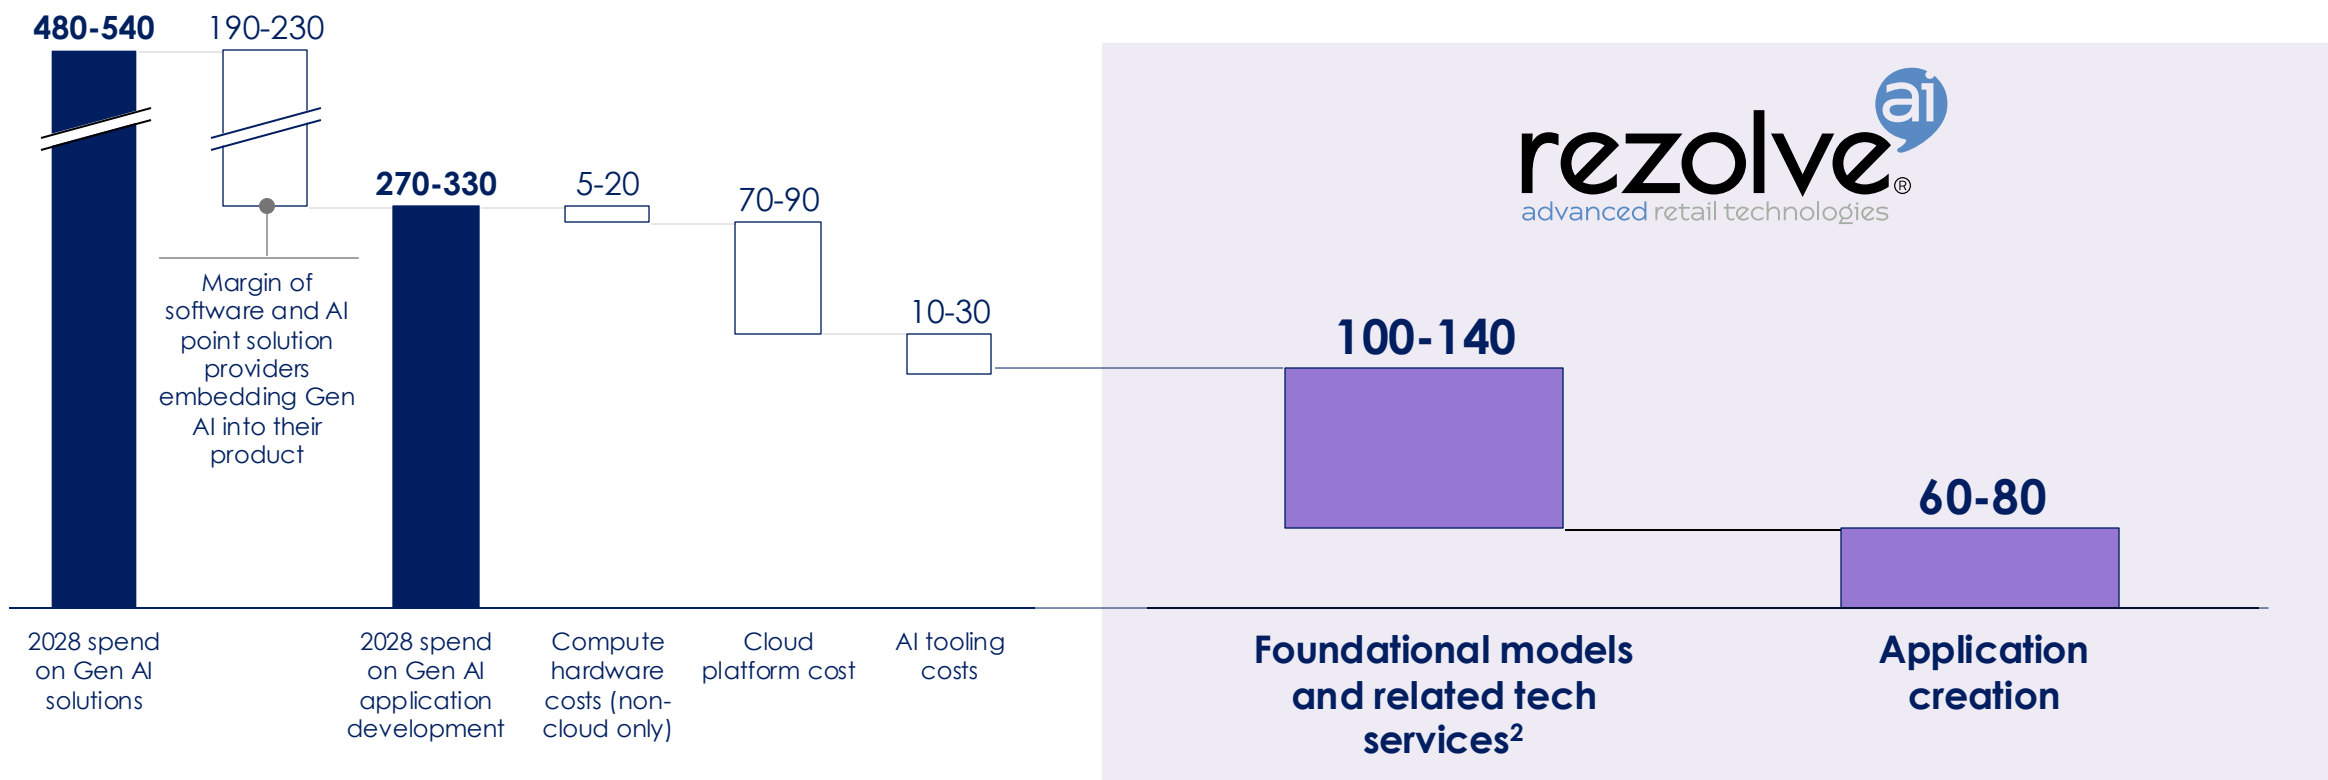 480-540
190-230
270-330
5-20
70-90
10-30
Margin of
software and AI
point solution
providers
embedding Gen
AI into their
product
rezolve ai ®
advanced retail technologies
100-140
60-80
2028 spend
on Gen AI
solutions
2028 spend
on Gen AI
application
development
Compute
hardware
costs (non-
cloud only)
Cloud
platform cost
AI tooling
costs
Foundational models
and related tech
services²
Application
creation